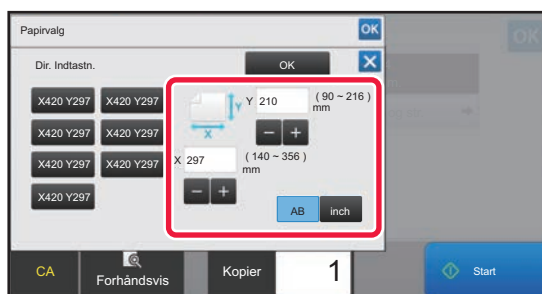 Papirvalg
OK
OK
Dir. Indtastn.
OK
X420 Y297
X420 Y297
Y
Y
210
( 90 ~ 216 )
mm
X
X420 Y297
X420 Y297
X420 Y297
X420 Y297
X
297
( 140 ~ 356 )
mm
X420 Y297
AB
inch
CA
Forhåndsvis
Kopier
1
Start